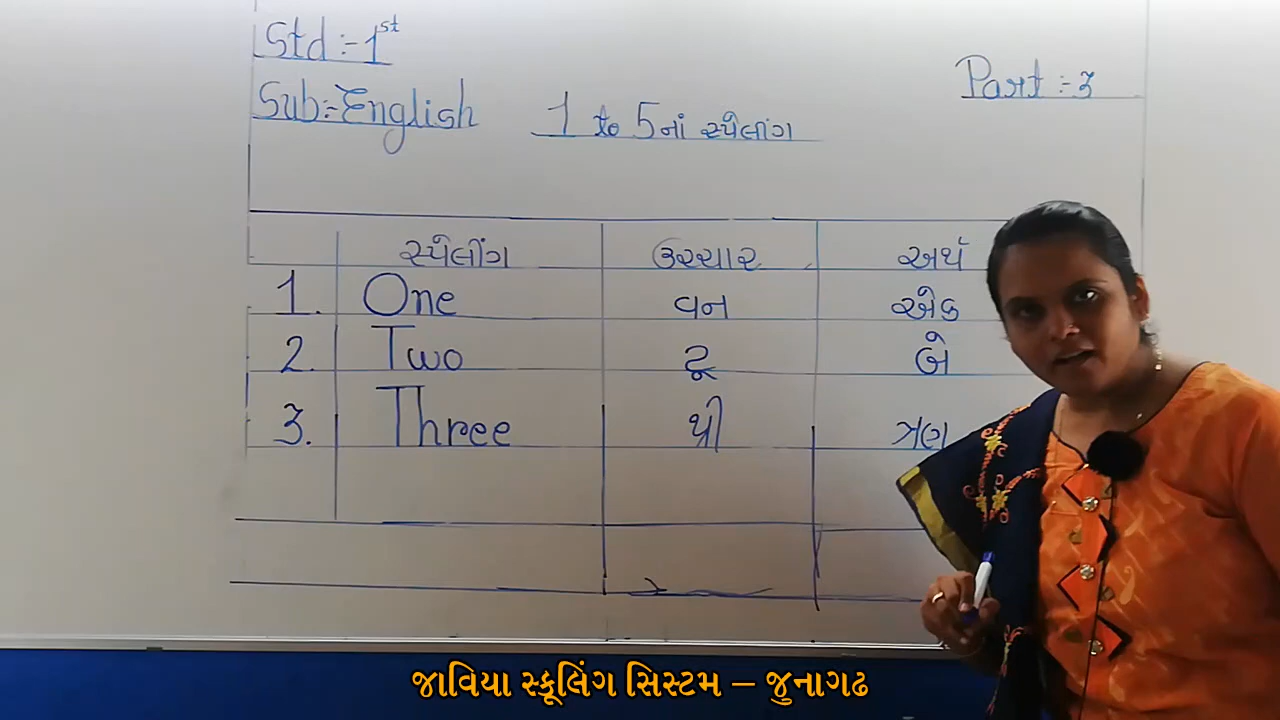 Std :- 1st
Part :- 3
Sub:- English
1 to 5 નાં સ્પેલીંગ
સ્પેલીંગ ઉચ્ચાર અર્થ
1. One વન એક
2. Two ટૂ બે
3. Three થ્રી ત્રણ
જાવિયા સ્કૂલિંગ સિસ્ટમ – જુનાગઢ